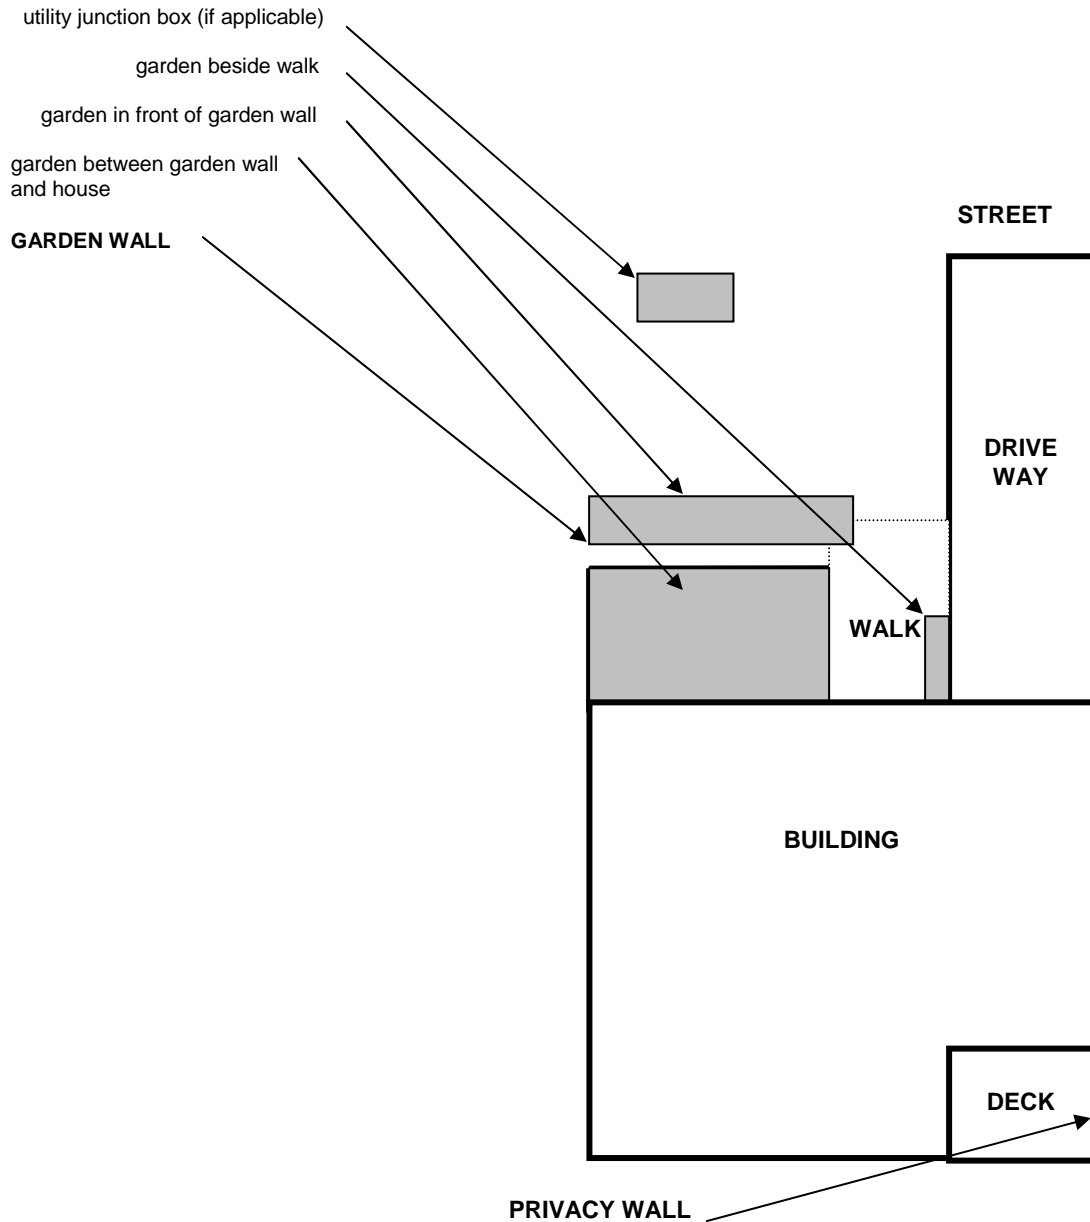 utility junction box (if applicable)
garden beside walk
garden in front of garden wall
garden between garden wall
and house
GARDEN WALL
STREET
DRIVE
WAY
WALK
BUILDING
DECK
PRIVACY WALL